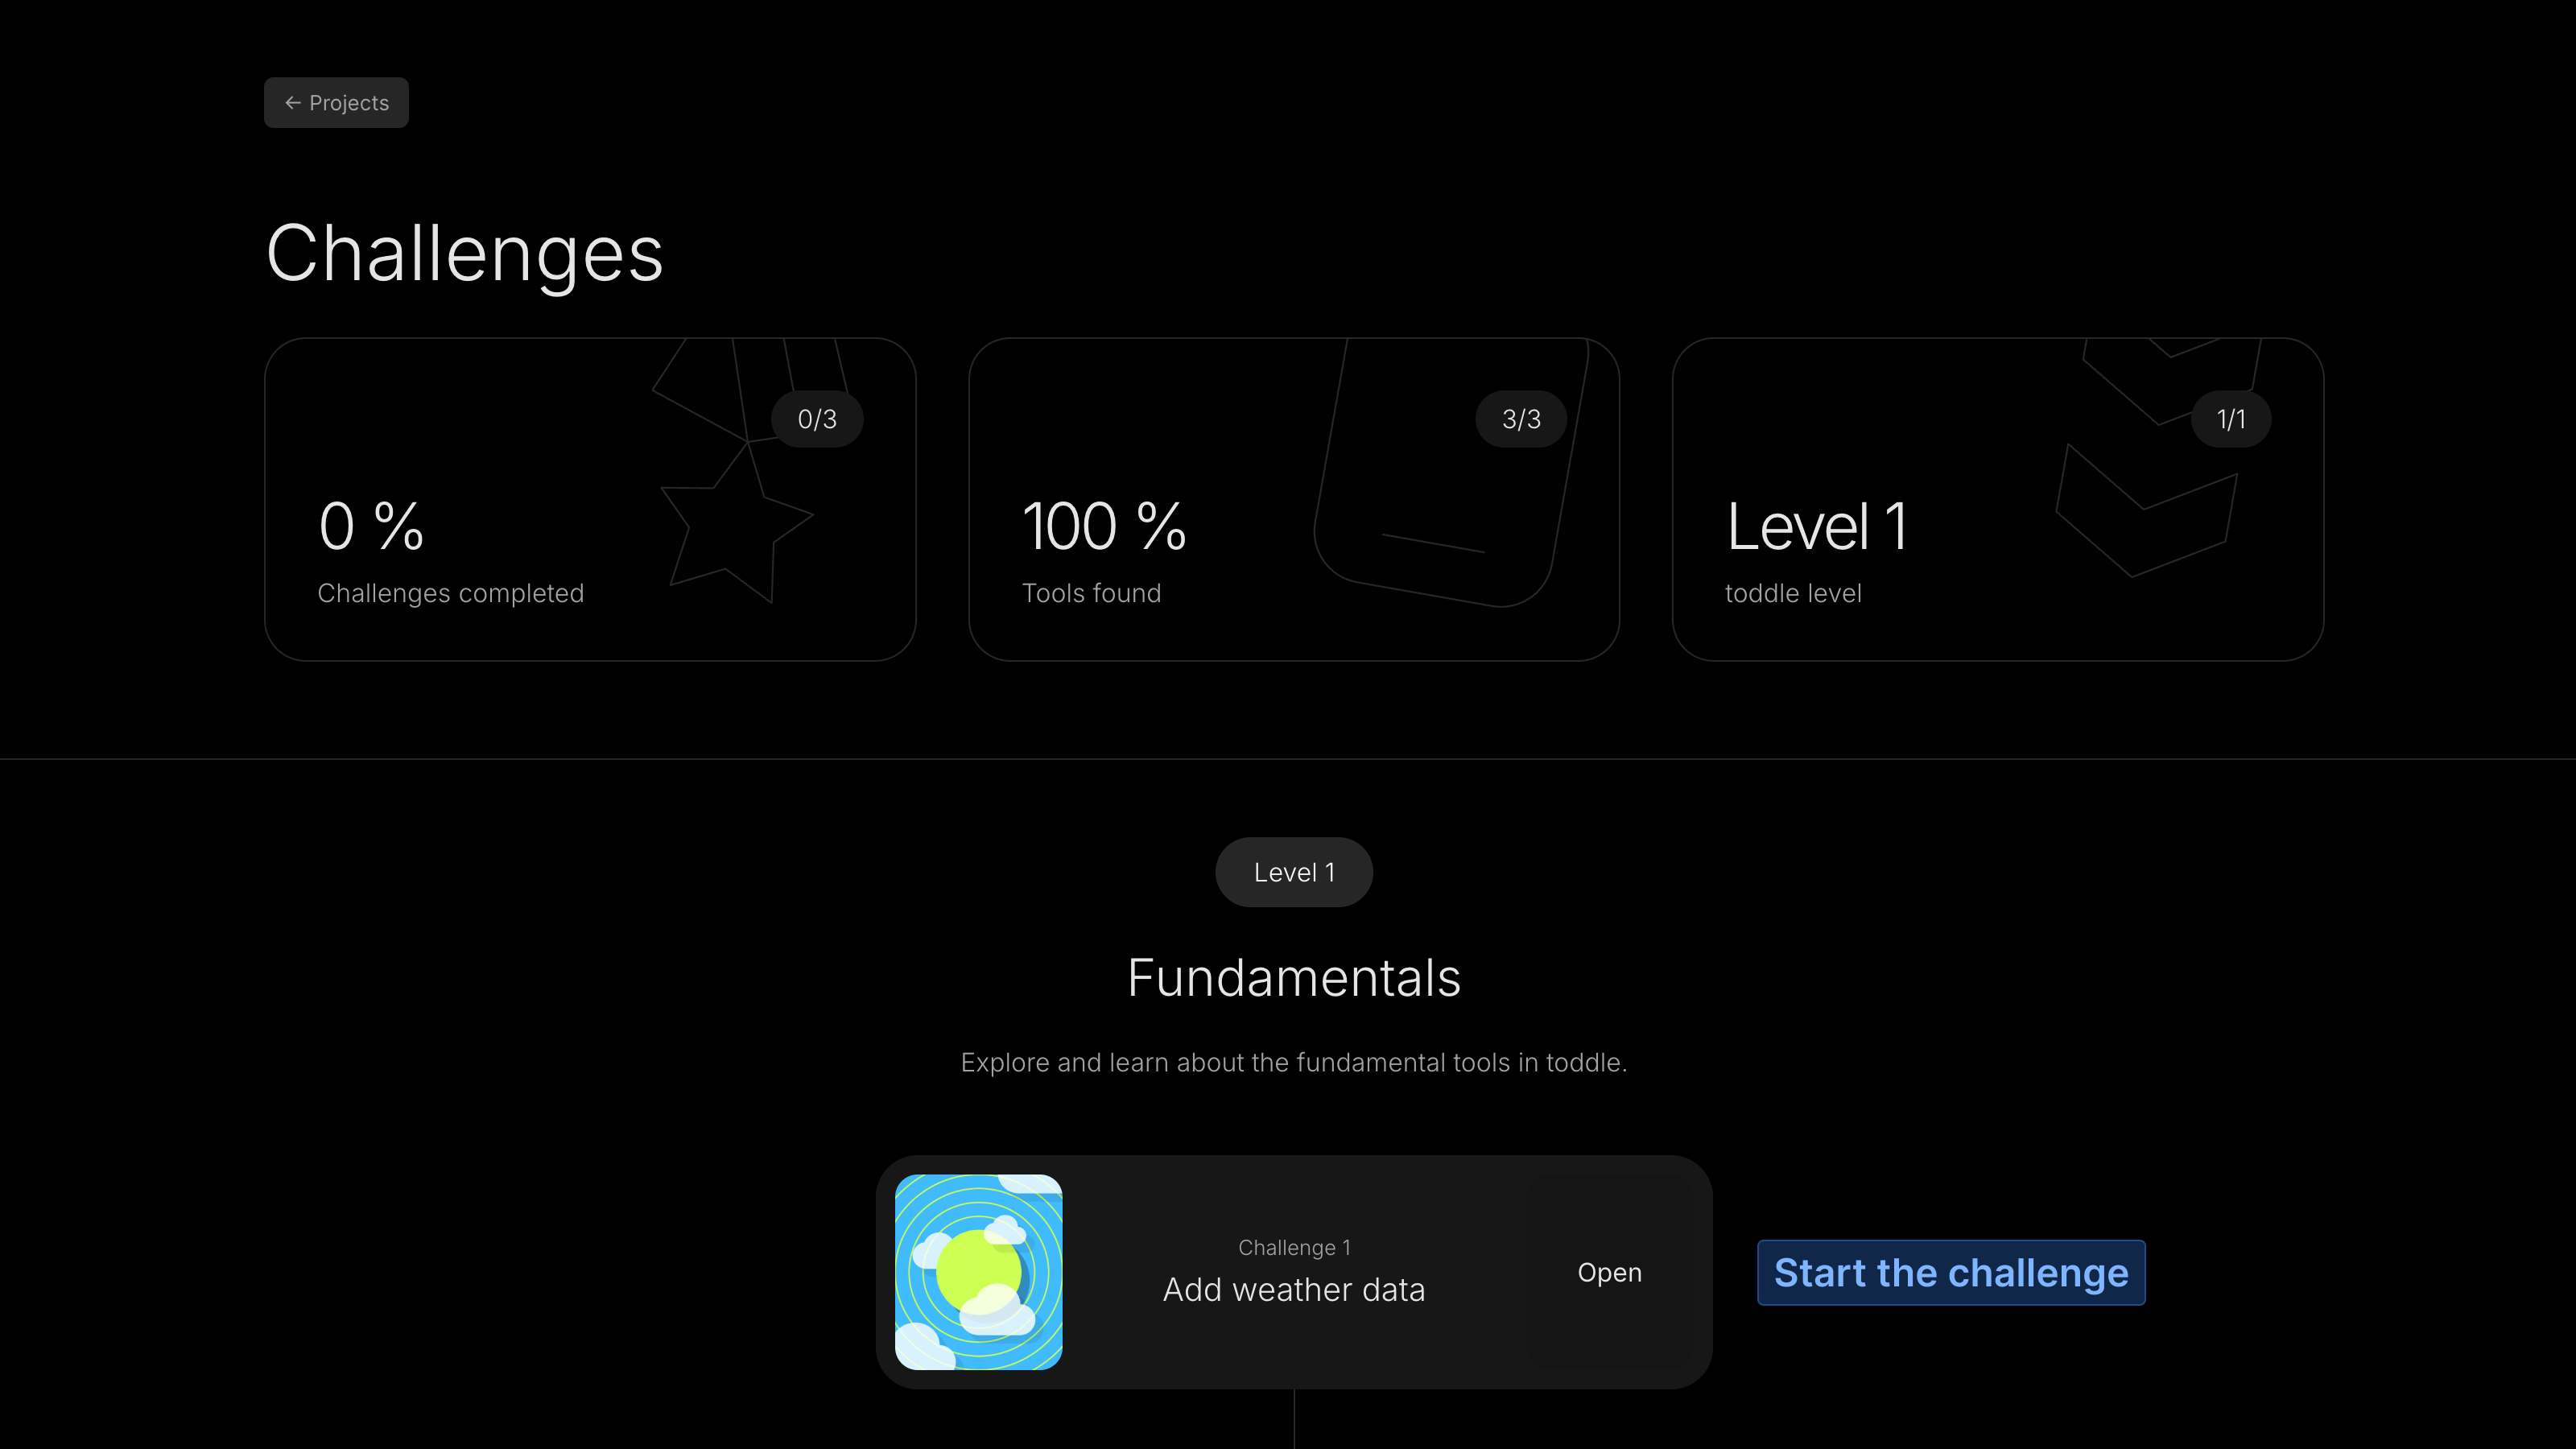 ← Projects
Challenges
0/3
0 %
Challenges completed
3/3
100 %
Tools found
1/1
Level 1
toddle level
Level 1
Fundamentals
Explore and learn about the fundamental tools in toddle.
Challenge 1
Add weather data
Open
Start the challenge